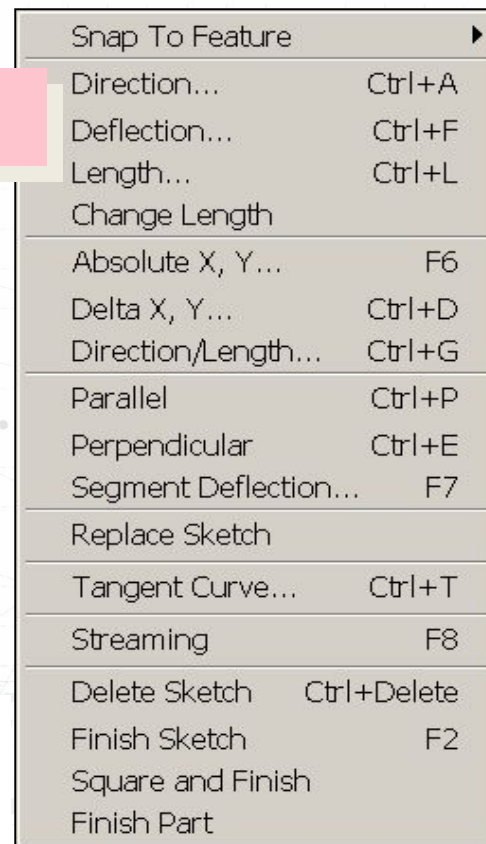 Snap To Feature
Direction... Ctrl+A
Deflection... Ctrl+F
Length... Ctrl+L
Change Length
Absolute X, Y... F6
Delta X, Y... Ctrl+D
Direction/Length... Ctrl+G
Parallel Ctrl+P
Perpendicular Ctrl+E
Segment Deflection... F7
Replace Sketch
Tangent Curve... Ctrl+T
Streaming F8
Delete Sketch Ctrl+Delete
Finish Sketch F2
Square and Finish
Finish Part